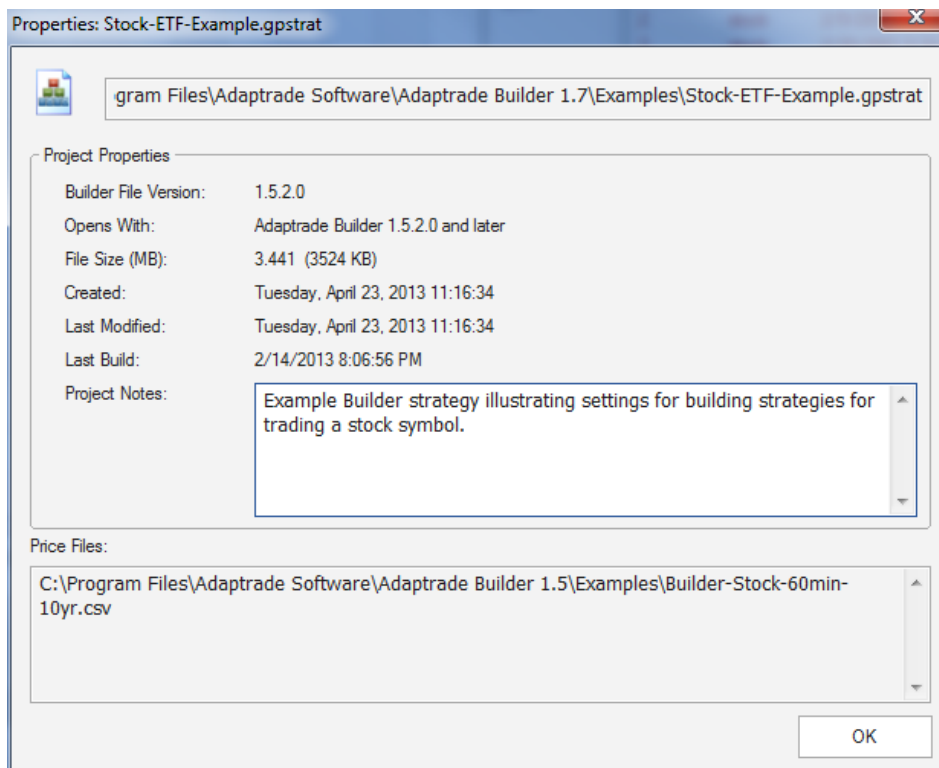 Properties: Stock-ETF-Example.gpstrat
gram Files\Adaptrade Software\Adaptrade Builder 1.7\Examples\Stock-ETF-Example.gpstrat
Project Properties
Builder File Version: 1.5.2.0
Opens With: Adaptrade Builder 1.5.2.0 and later
File Size (MB): 3.441 (3524 KB)
Created: Tuesday, April 23, 2013 11:16:34
Last Modified: Tuesday, April 23, 2013 11:16:34
Last Build: 2/14/2013 8:06:56 PM
Project Notes: Example Builder strategy illustrating settings for building strategies for
trading a stock symbol.
Price Files:
C:\Program Files\Adaptrade Software\Adaptrade Builder 1.5\Examples\Builder-Stock-60min-
10yr.csv
OK